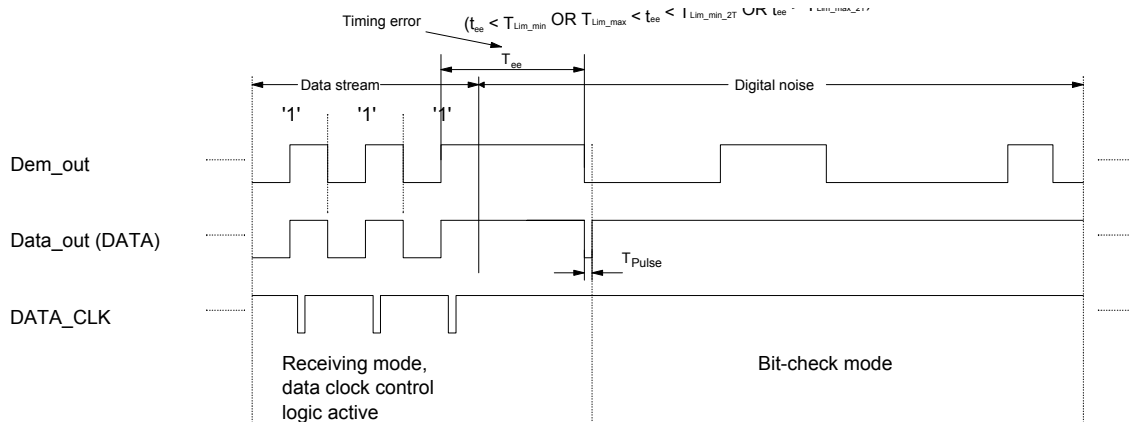 Timing error
(tee < TLim_min OR TLim_max < tee < TLim_min_2T OR tee > TLim_max_2T)
Tee
Data stream
Digital noise
'1' '1' '1'
Dem_out
Data_out (DATA)
TPulse
DATA_CLK
Receiving mode,
data clock control
logic active
Bit-check mode